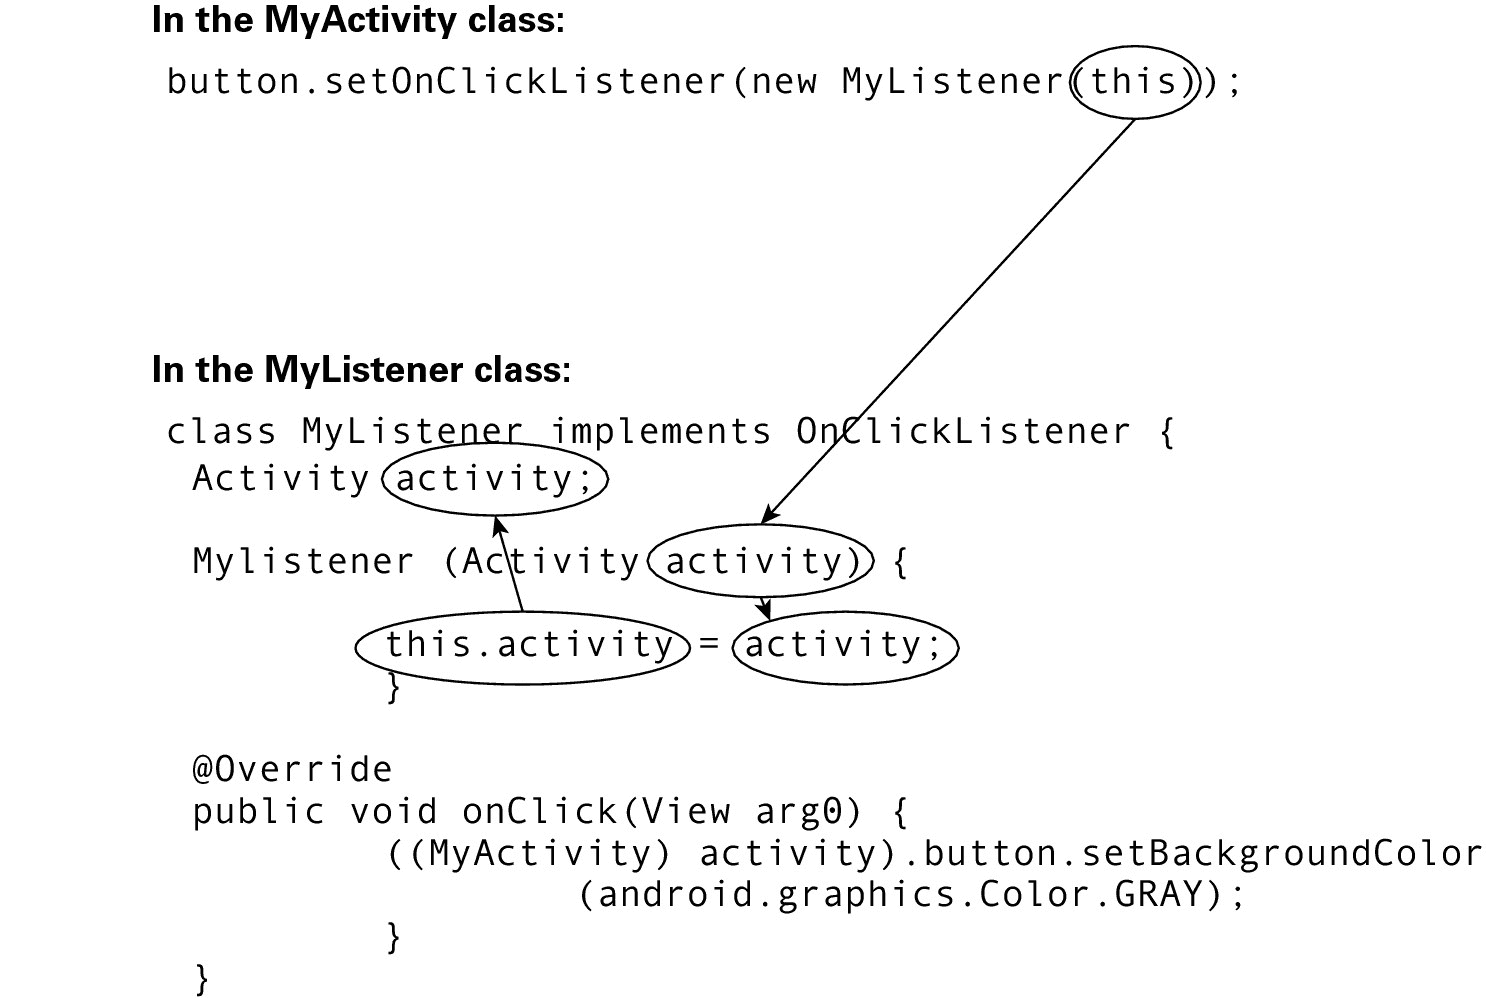 In the MyActivity class:
button.setOnClickListener(new MyListener(this));
In the MyListener class:
class MyListener implements OnClickListener {
Activity activity;
Mylistener (Activity activity) {
this.activity = activity;
}
@Override
public void onClick(View arg0) {
((MyActivity) activity).button.setBackgroundColor
(android.graphics.Color.GRAY);
}
}